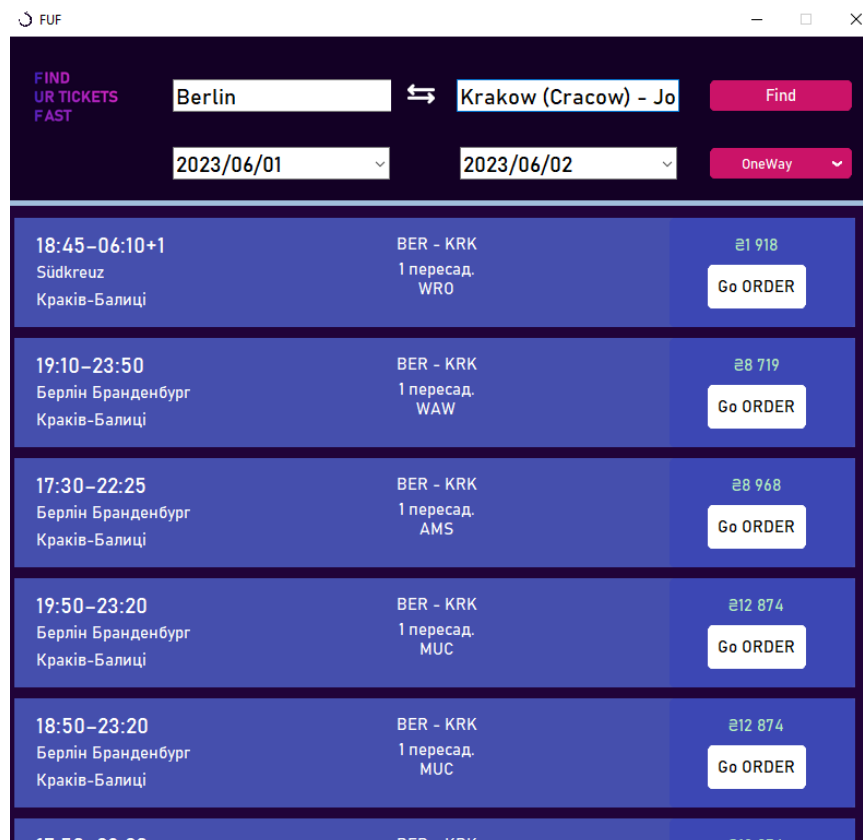 FUF
FIND
UR TICKETS
FAST
Berlin
Krakow (Cracow) - Jo
Find
2023/06/01
2023/06/02
OneWay
18:45–06:10+1
Südkreuz
Краків-Балиці
BER - KRK
1 пересад.
WRO
₴1 918
Go ORDER
19:10–23:50
Берлін Бранденбург
Краків-Балиці
BER - KRK
1 пересад.
WAW
₴8 719
Go ORDER
17:30–22:25
Берлін Бранденбург
Краків-Балиці
BER - KRK
1 пересад.
AMS
₴8 968
Go ORDER
19:50–23:20
Берлін Бранденбург
Краків-Балиці
BER - KRK
1 пересад.
MUC
₴12 874
Go ORDER
18:50–23:20
Берлін Бранденбург
Краків-Балиці
BER - KRK
1 пересад.
MUC
₴12 874
Go ORDER
BER - KRK